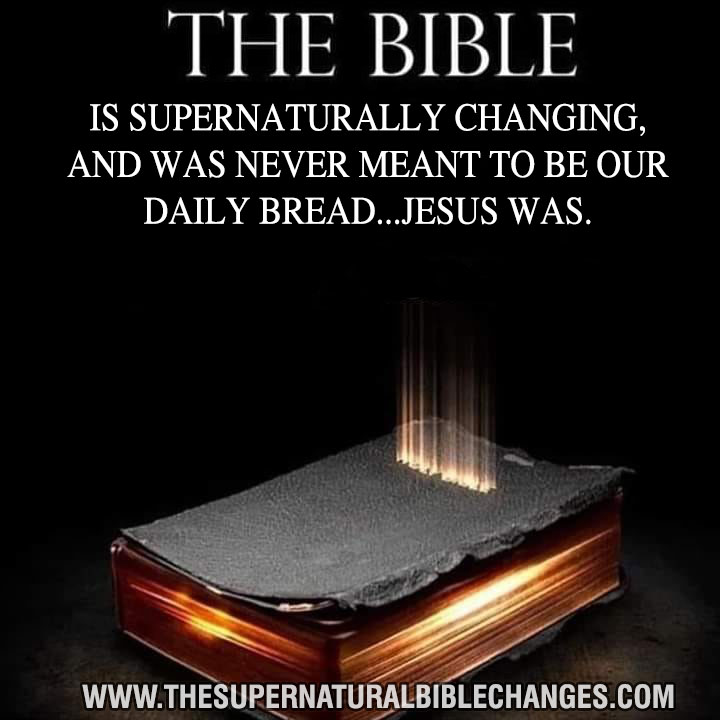 THE BIBLE
IS SUPERNATURALLY CHANGING,
AND WAS NEVER MEANT TO BE OUR
DAILY BREAD...JESUS WAS.
WWW.THESUPERNATURALBIBLECHANGES.COM